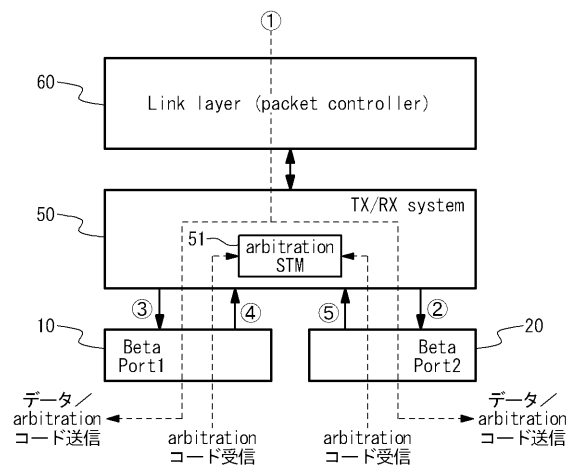 ①
60
Link layer (packet controller)
50
TX/RX system
51
arbitration
STM
③
④
⑤
②
10
Beta
Port1
Beta
Port2
20
データ/
arbitration
コード送信
arbitration
コード受信
arbitration
コード受信
データ/
arbitration
コード送信